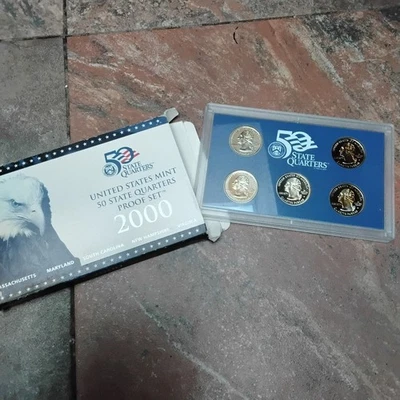 50
STATE
QUARTERS
UNITED STATES MINT
50 STATE QUARTERS
PROOF SET™
2000
MASSACHUSETTS MARYLAND SOUTH CAROLINA NEW HAMPSHIRE
50
STATE
QUARTERS